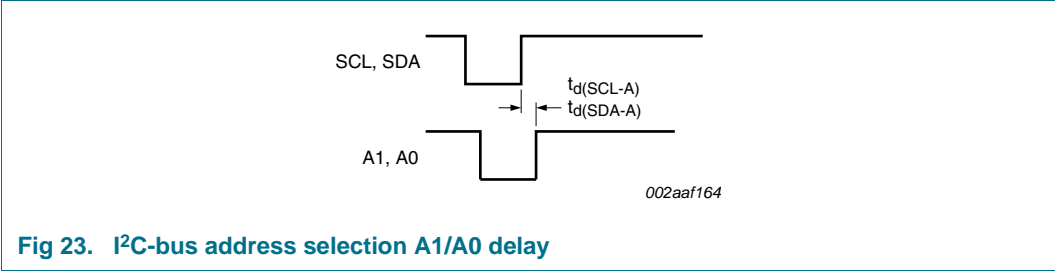 SCL, SDA
td(SCL-A)
td(SDA-A)
A1, A0
002aaf164
Fig 23. I²C-bus address selection A1/A0 delay